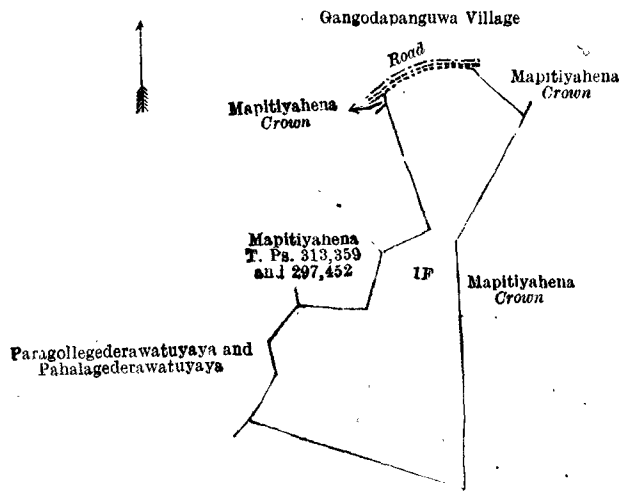 Gangodapanguwa Village
Road
Mapitiyahena
Crown
Mapitiyahena
Crown
Mapitiyahena
T. Ps. 313,359
and 297,452
1F
Mapitiyahena
Crown
Paragollegederawatuyaya and
Pahalagederawatuyaya